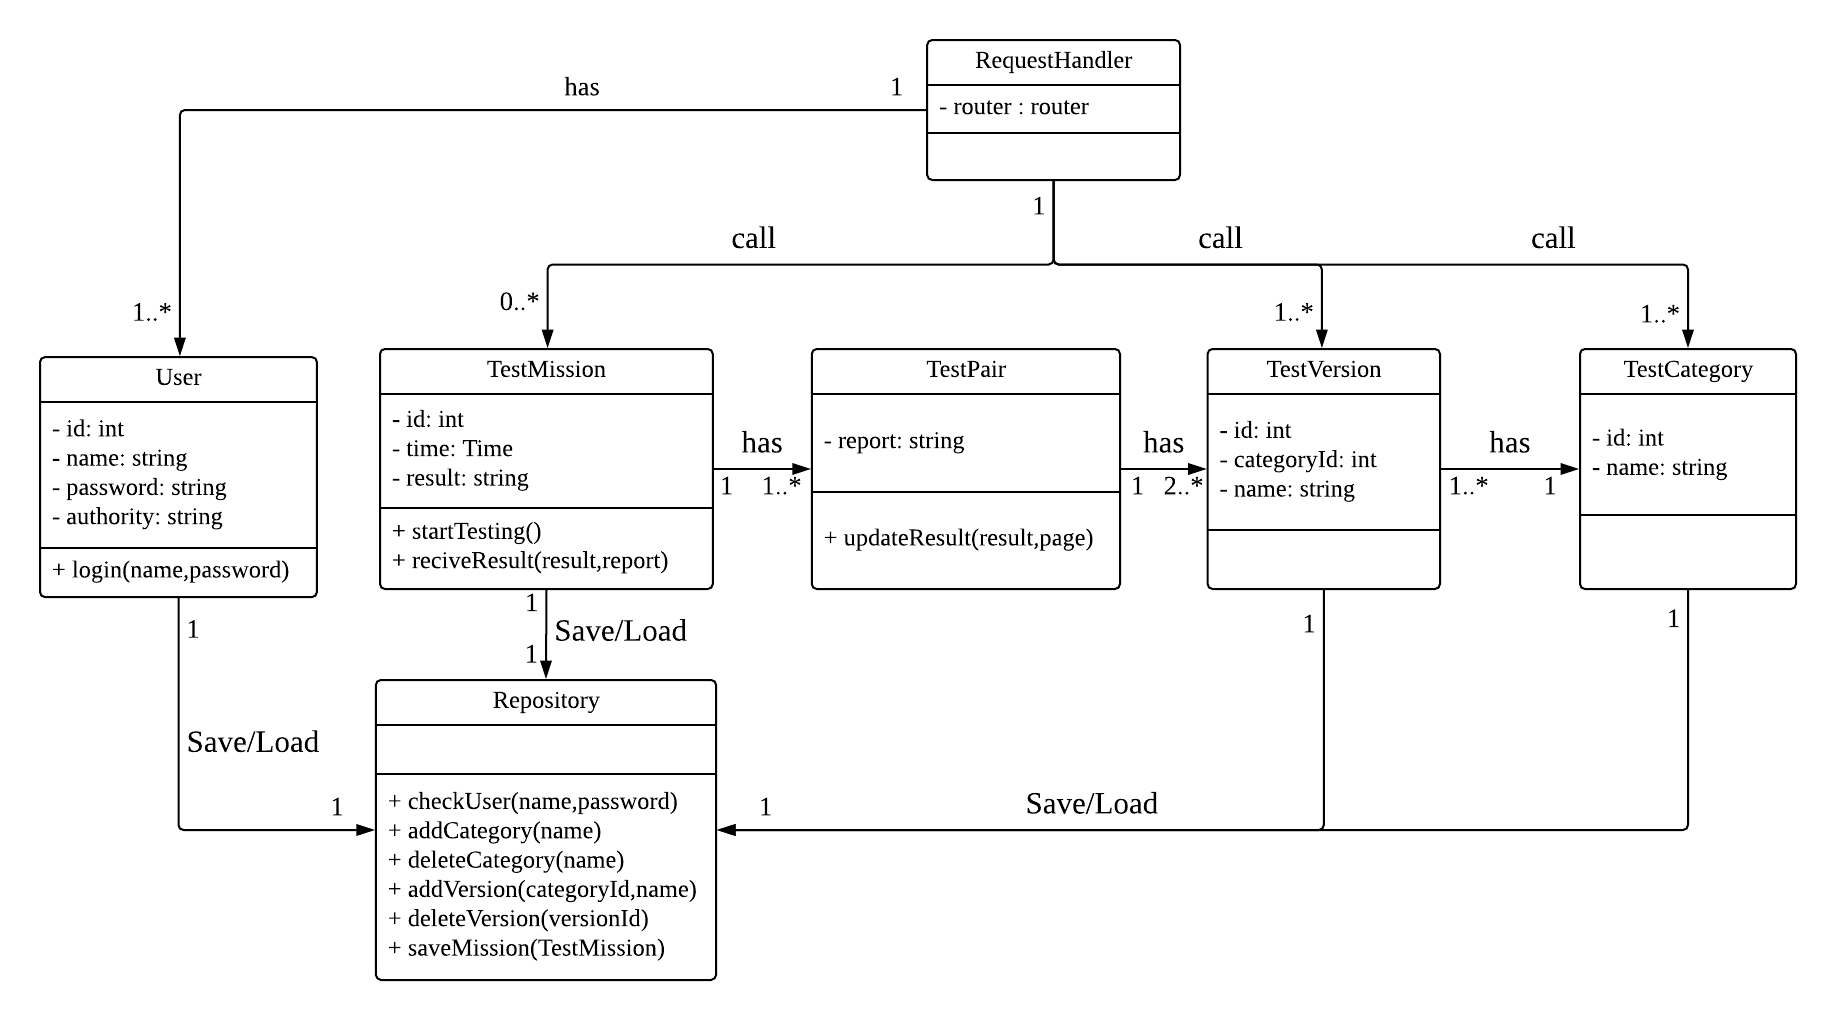 RequestHandler
- router : router
has
1
1
call
call
call
1..*
0..*
1..*
1..*
User
- id: int
- name: string
- password: string
- authority: string
+ login(name,password)
TestMission
- id: int
- time: Time
- result: string
+ startTesting()
+ reciveResult(result,report)
has
1
1..*
TestPair
- report: string
+ updateResult(result,page)
has
1
2..*
TestVersion
- id: int
- categoryId: int
- name: string
has
1..*
1
TestCategory
- id: int
- name: string
1
Save/Load
1
1
Save/Load
1
1
1
Save/Load
1
Repository
+ checkUser(name,password)
+ addCategory(name)
+ deleteCategory(name)
+ addVersion(categoryId,name)
+ deleteVersion(versionId)
+ saveMission(TestMission)